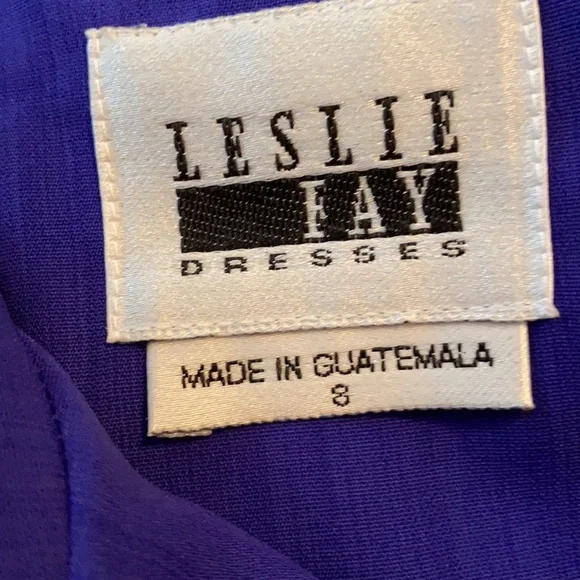 LESLIE
FAY
DRESSES
MADE IN GUATEMALA
8